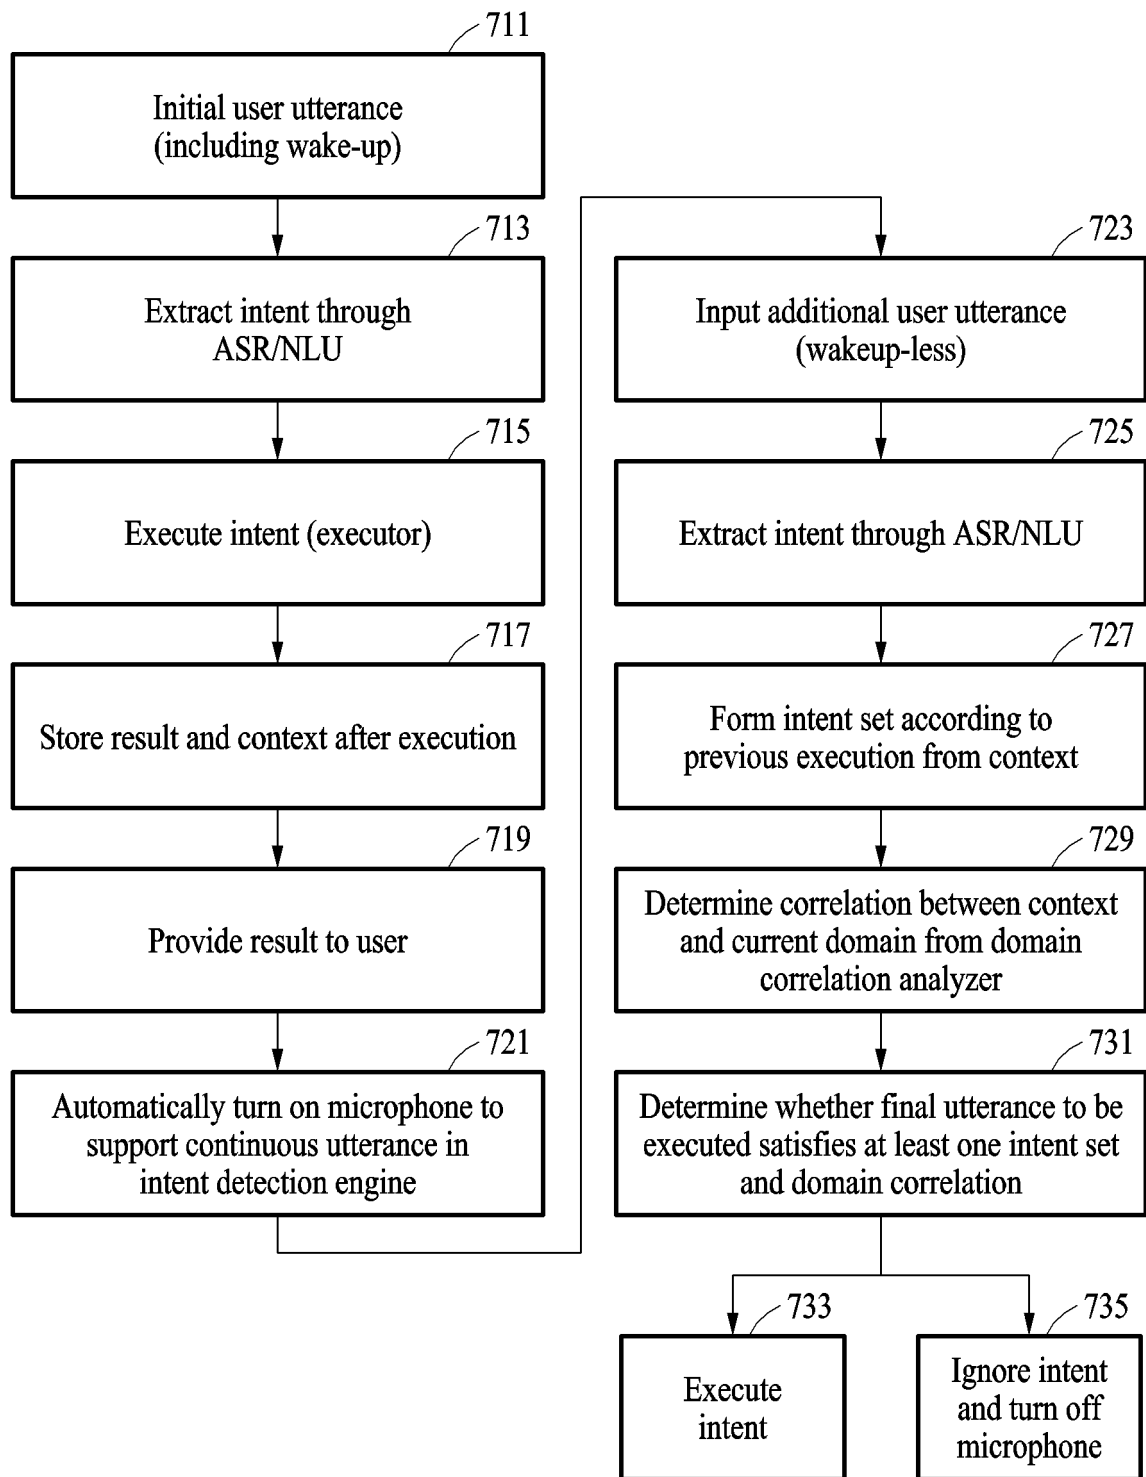 711
Initial user utterance
(including wake-up)
713
Extract intent through
ASR/NLU
715
Execute intent (executor)
717
Store result and context after execution
719
Provide result to user
721
Automatically turn on microphone to
support continuous utterance in
intent detection engine
723
Input additional user utterance
(wakeup-less)
725
Extract intent through ASR/NLU
727
Form intent set according to
previous execution from context
729
Determine correlation between context
and current domain from domain
correlation analyzer
731
Determine whether final utterance to be
executed satisfies at least one intent set
and domain correlation
733
Execute
intent
735
Ignore intent
and turn off
microphone